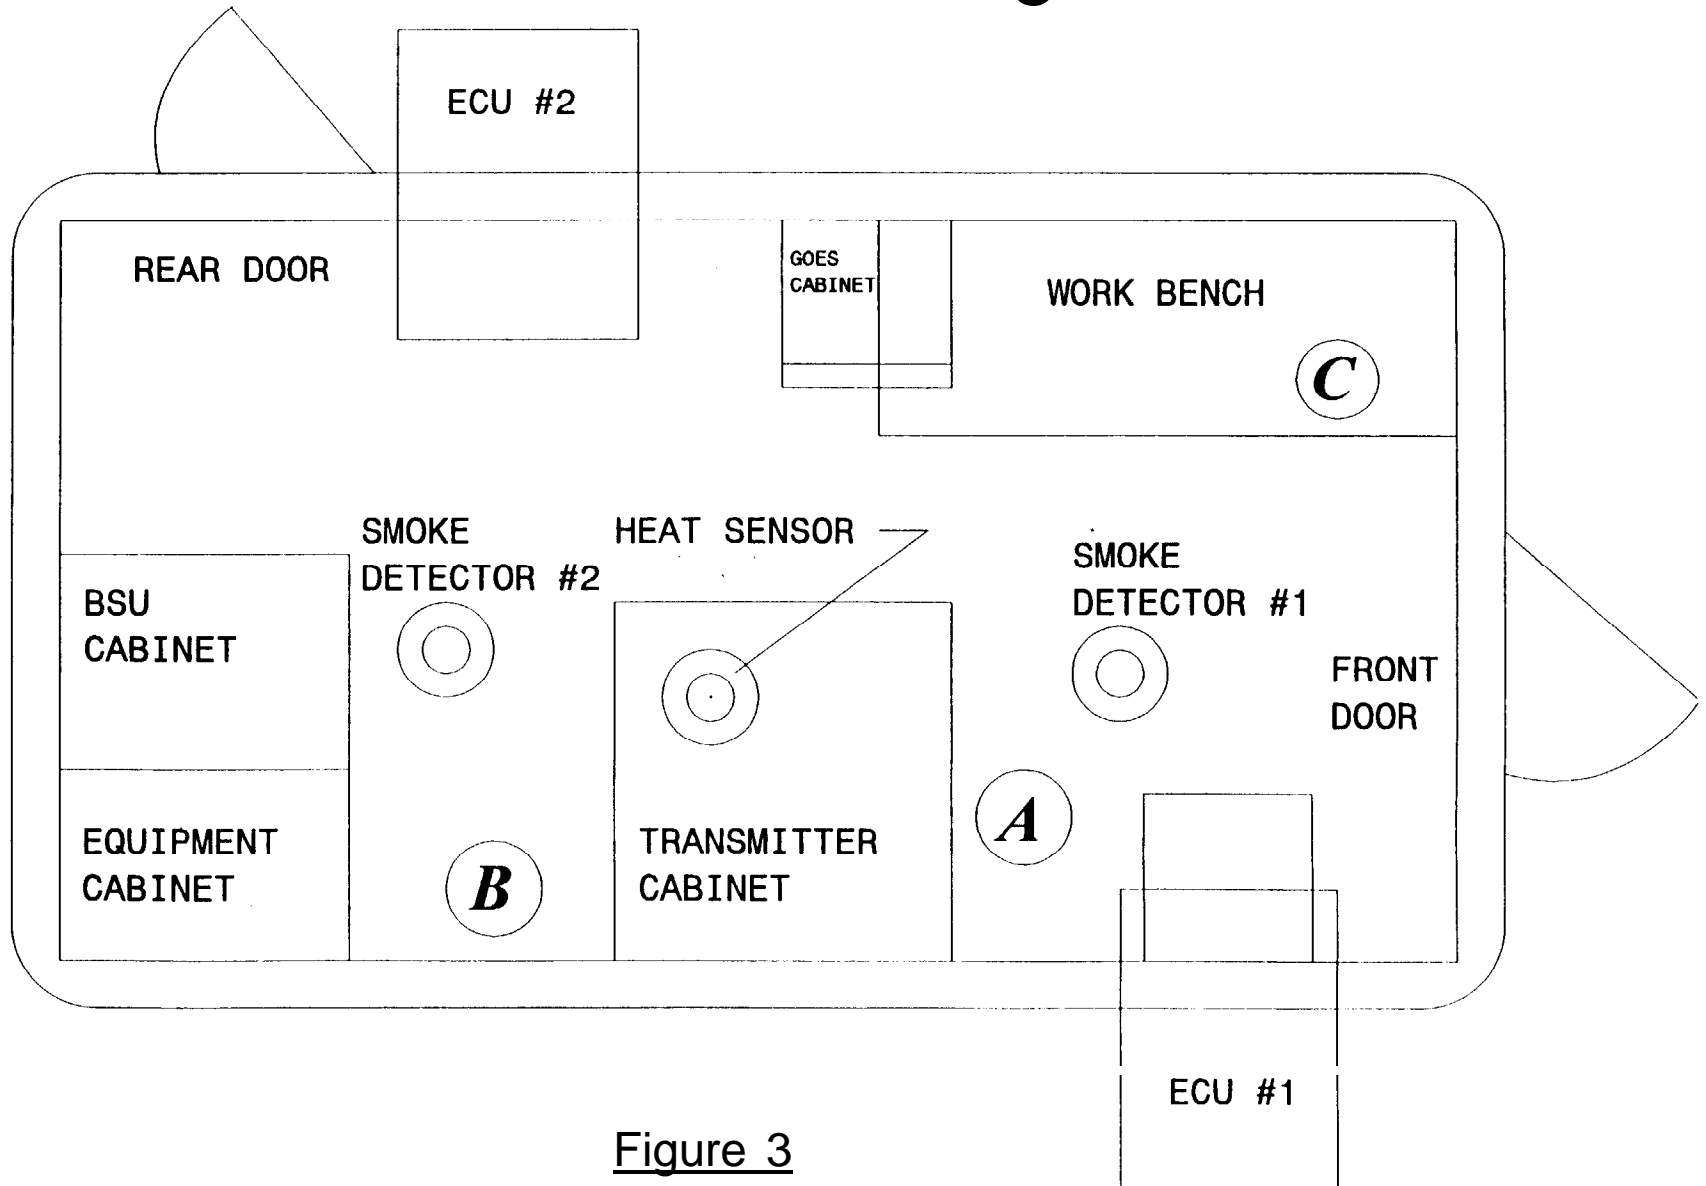 ECU #2
REAR DOOR
GOES
CABINET
WORK BENCH
C
SMOKE
DETECTOR #2
HEAT SENSOR
SMOKE
DETECTOR #1
BSU
CABINET
FRONT
DOOR
EQUIPMENT
CABINET
B
TRANSMITTER
CABINET
A
ECU #1
Figure 3